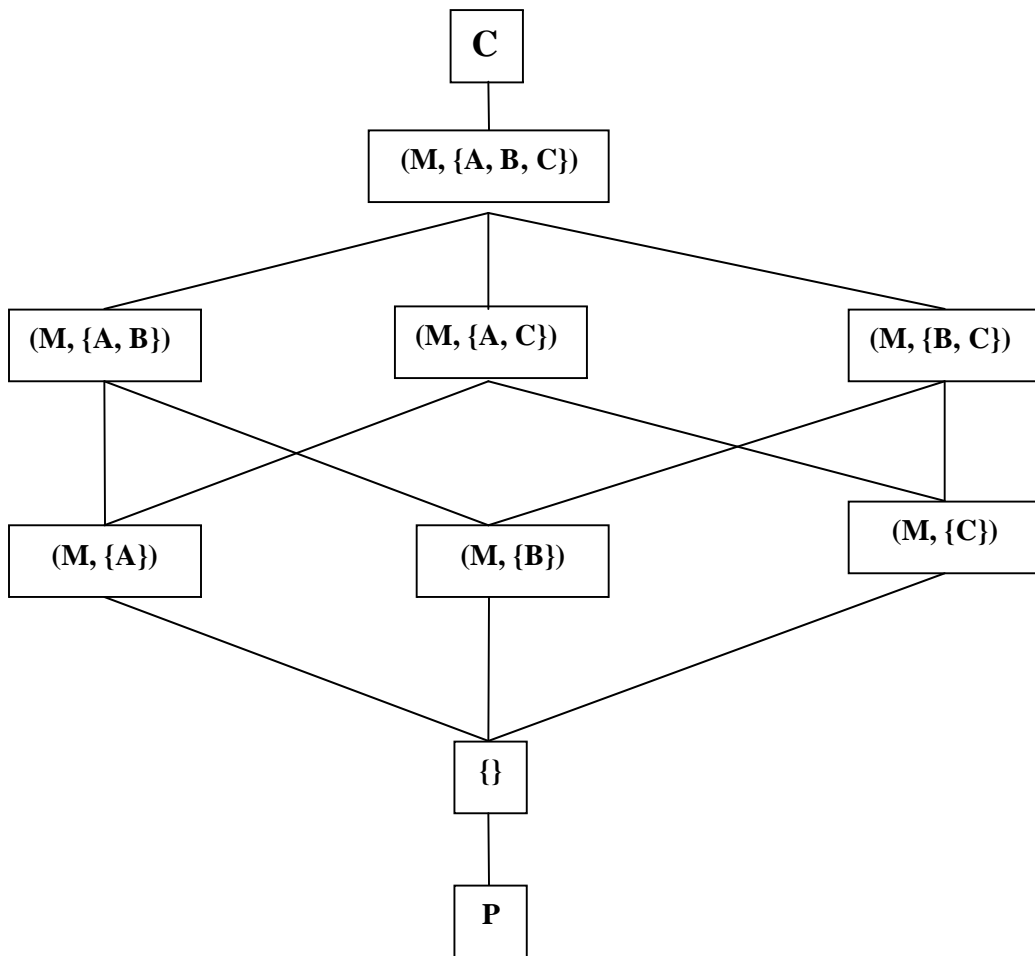 C
(M, {A, B, C})
(M, {A, B})
(M, {A, C})
(M, {B, C})
(M, {A})
(M, {B})
(M, {C})
{}
P